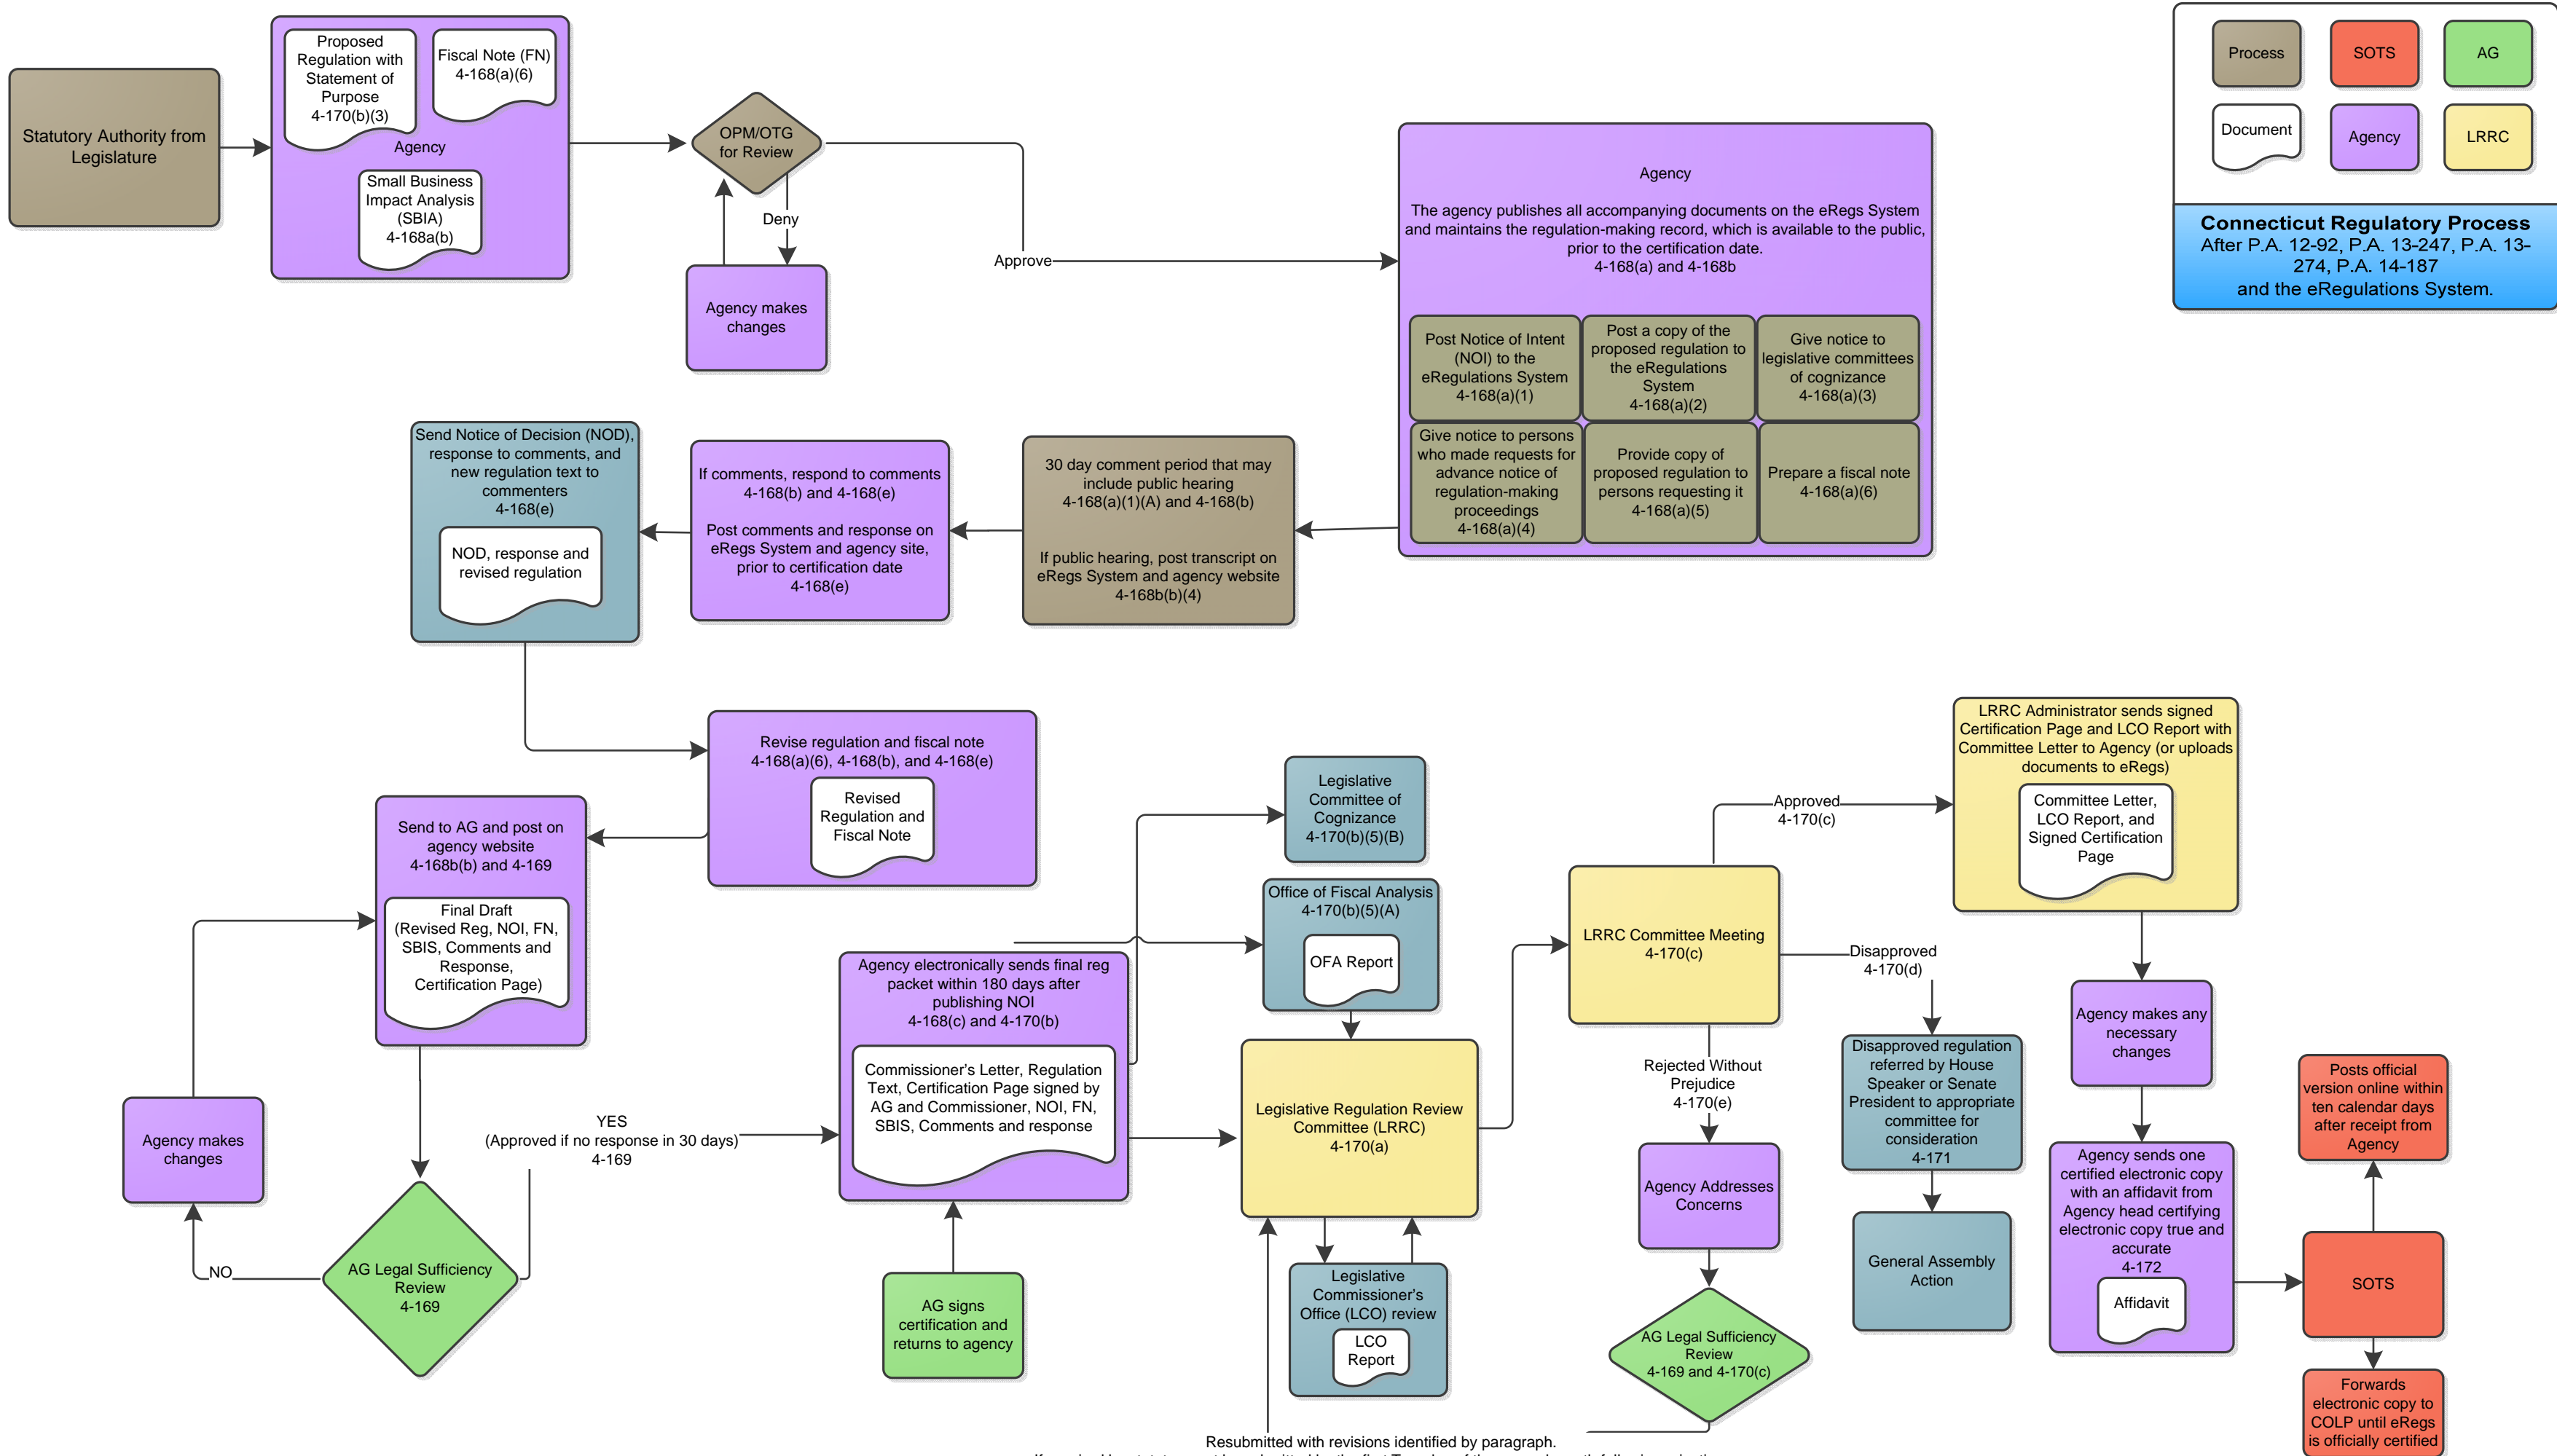 Statutory Authority from
Legislature
Proposed
Regulation with
Statement of
Purpose
4-170(b)(3)
Fiscal Note (FN)
4-168(a)(6)
Agency
Small Business
Impact Analysis
(SBIA)
4-168a(b)
OPM/OTG
for Review
Deny
Agency makes
changes
Approve
Agency
The agency publishes all accompanying documents on the eRegs System
and maintains the regulation-making record, which is available to the public,
prior to the certification date.
4-168(a) and 4-168b
Post Notice of Intent
(NOI) to the
eRegulations System
4-168(a)(1)
Post a copy of the
proposed regulation to
the eRegulations
System
4-168(a)(2)
Give notice to
legislative committees
of cognizance
4-168(a)(3)
Give notice to persons
who made requests for
advance notice of
regulation-making
proceedings
4-168(a)(4)
Provide copy of
proposed regulation to
persons requesting it
4-168(a)(5)
Prepare a fiscal note
4-168(a)(6)
Process
SOTS
AG
Document
Agency
LRRC
Connecticut Regulatory Process
After P.A. 12-92, P.A. 13-247, P.A. 13-
274, P.A. 14-187
and the eRegulations System.
30 day comment period that may
include public hearing
4-168(a)(1)(A) and 4-168(b)
If public hearing, post transcript on
eRegs System and agency website
4-168b(b)(4)
If comments, respond to comments
4-168(b) and 4-168(e)
Post comments and response on
eRegs System and agency site,
prior to certification date
4-168(e)
Send Notice of Decision (NOD),
response to comments, and
new regulation text to
commenters
4-168(e)
NOD, response and
revised regulation
Revise regulation and fiscal note
4-168(a)(6), 4-168(b), and 4-168(e)
Revised
Regulation and
Fiscal Note
Send to AG and post on
agency website
4-168b(b) and 4-169
Final Draft
(Revised Reg, NOI, FN,
SBIS, Comments and
Response,
Certification Page)
Agency makes
changes
NO
AG Legal Sufficiency
Review
4-169
YES
(Approved if no response in 30 days)
4-169
Agency electronically sends final reg
packet within 180 days after
publishing NOI
4-168(c) and 4-170(b)
Commissioner's Letter, Regulation
Text, Certification Page signed by
AG and Commissioner, NOI, FN,
SBIS, Comments and response
AG signs
certification and
returns to agency
Legislative
Committee of
Cognizance
4-170(b)(5)(B)
Office of Fiscal Analysis
4-170(b)(5)(A)
OFA Report
Legislative Regulation Review
Committee (LRRC)
4-170(a)
Legislative
Commissioner's
Office (LCO) review
LCO
Report
LRRC Committee Meeting
4-170(c)
Approved
4-170(c)
Disapproved
4-170(d)
Rejected Without
Prejudice
4-170(e)
Agency Addresses
Concerns
AG Legal Sufficiency
Review
4-169 and 4-170(c)
Resubmitted with revisions identified by paragraph.
Disapproved regulation
referred by House
Speaker or Senate
President to appropriate
committee for
consideration
4-171
General Assembly
Action
LRRC Administrator sends signed
Certification Page and LCO Report with
Committee Letter to Agency (or uploads
documents to eRegs)
Committee Letter,
LCO Report, and
Signed Certification
Page
Agency makes any
necessary
changes
Agency sends one
certified electronic copy
with an affidavit from
Agency head certifying
electronic copy true and
accurate
4-172
Affidavit
Posts official
version online within
ten calendar days
after receipt from
Agency
SOTS
Forwards
electronic copy to
COLP until eRegs
is officially certified